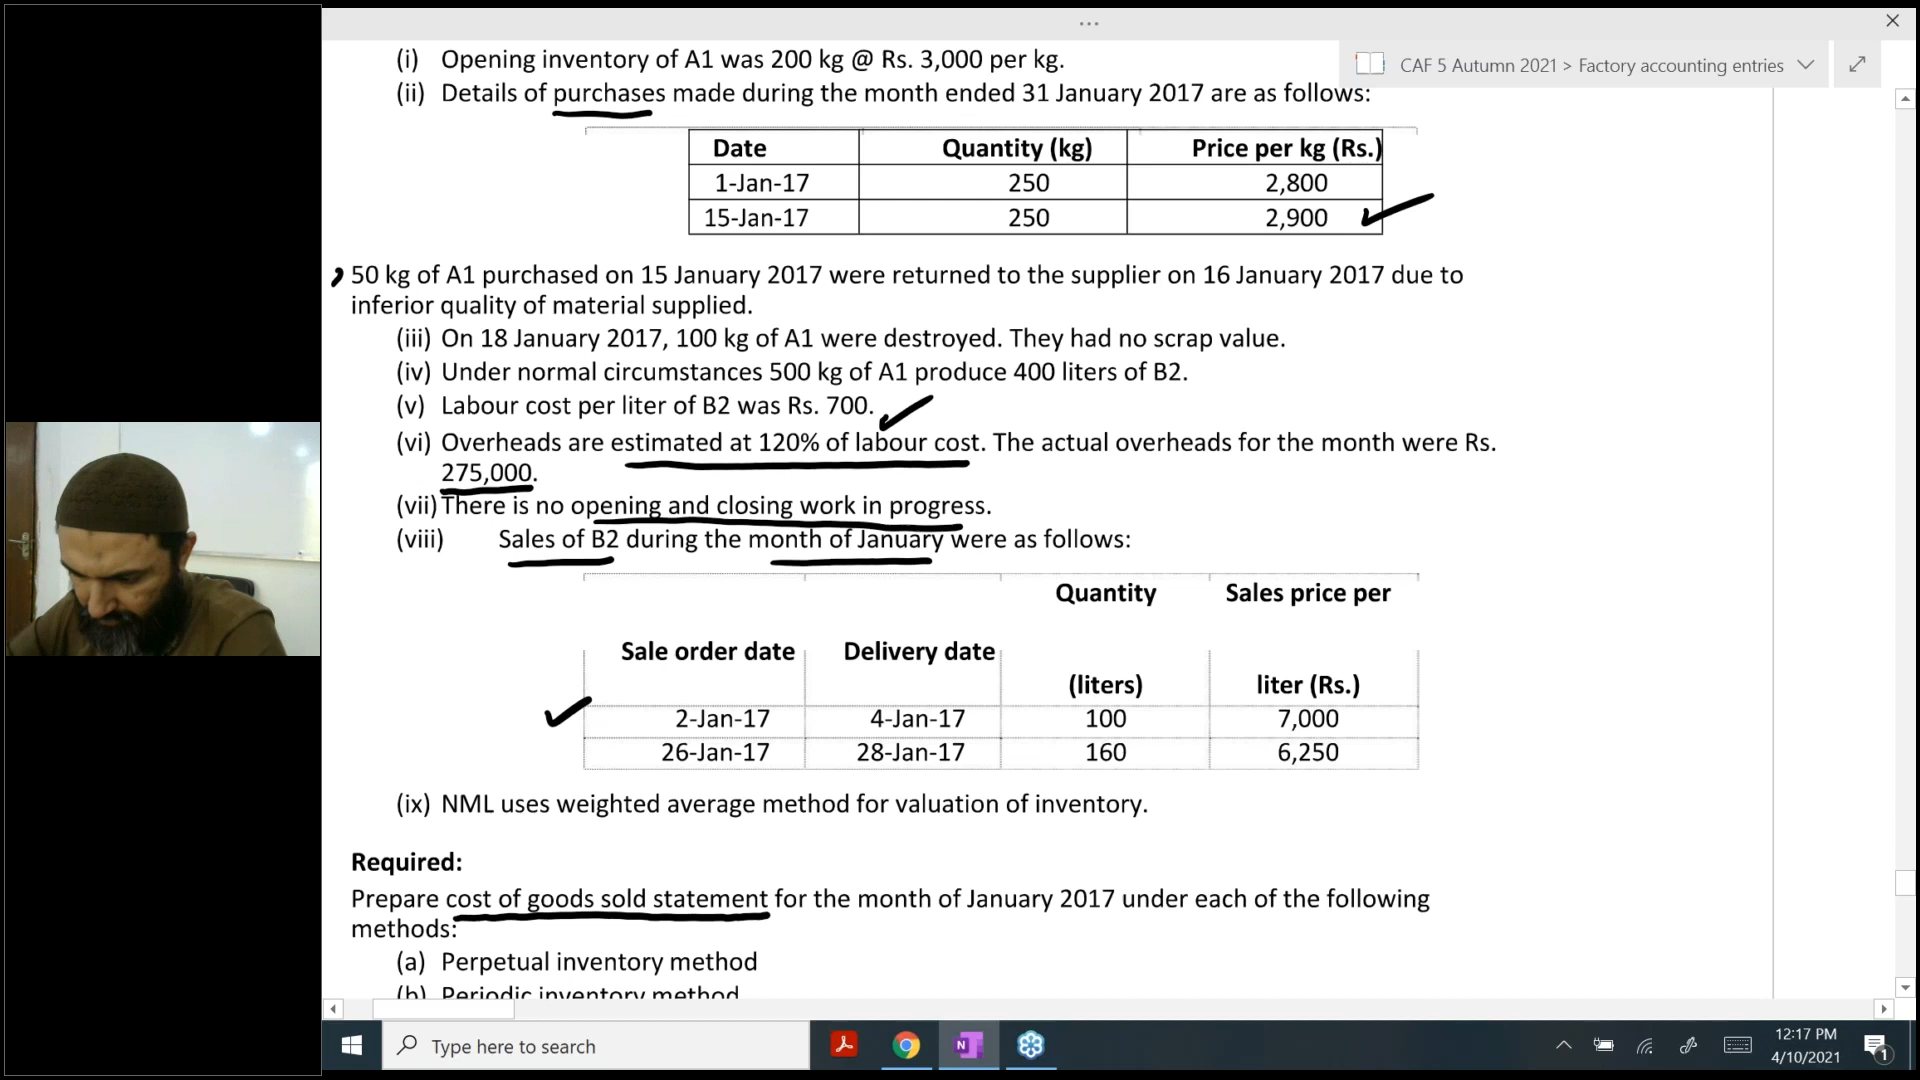 (i) Opening inventory of A1 was 200 kg @ Rs. 3,000 per kg.
CAF 5 Autumn 2021 > Factory accounting entries
(ii) Details of purchases made during the month ended 31 January 2017 are as follows:
Date Quantity (kg) Price per kg (Rs.)
1-Jan-17 250 2,800
15-Jan-17 250 2,900
50 kg of A1 purchased on 15 January 2017 were returned to the supplier on 16 January 2017 due to
inferior quality of material supplied.
(iii) On 18 January 2017, 100 kg of A1 were destroyed. They had no scrap value.
(iv) Under normal circumstances 500 kg of A1 produce 400 liters of B2.
(v) Labour cost per liter of B2 was Rs. 700.
(vi) Overheads are estimated at 120% of labour cost. The actual overheads for the month were Rs.
275,000.
(vii) There is no opening and closing work in progress.
(viii) Sales of B2 during the month of January were as follows:
Quantity Sales price per
Sale order date Delivery date
(liters) liter (Rs.)
2-Jan-17 4-Jan-17 100 7,000
26-Jan-17 28-Jan-17 160 6,250
(ix) NML uses weighted average method for valuation of inventory.
Required:
Prepare cost of goods sold statement for the month of January 2017 under each of the following
methods:
(a) Perpetual inventory method
(b) Periodic inventory method
Type here to search
N
12:17 PM
4/10/2021
1